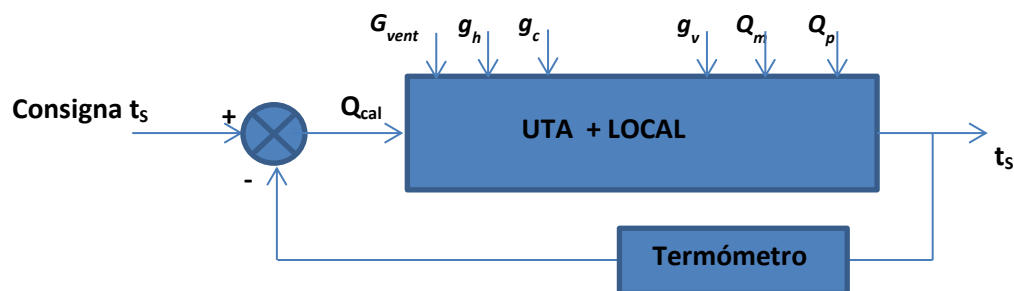 G_vent g_h g_c g_v Q_m Q_p
Consigna t_S + Q_cal UTA + LOCAL
- t_S
Termómetro